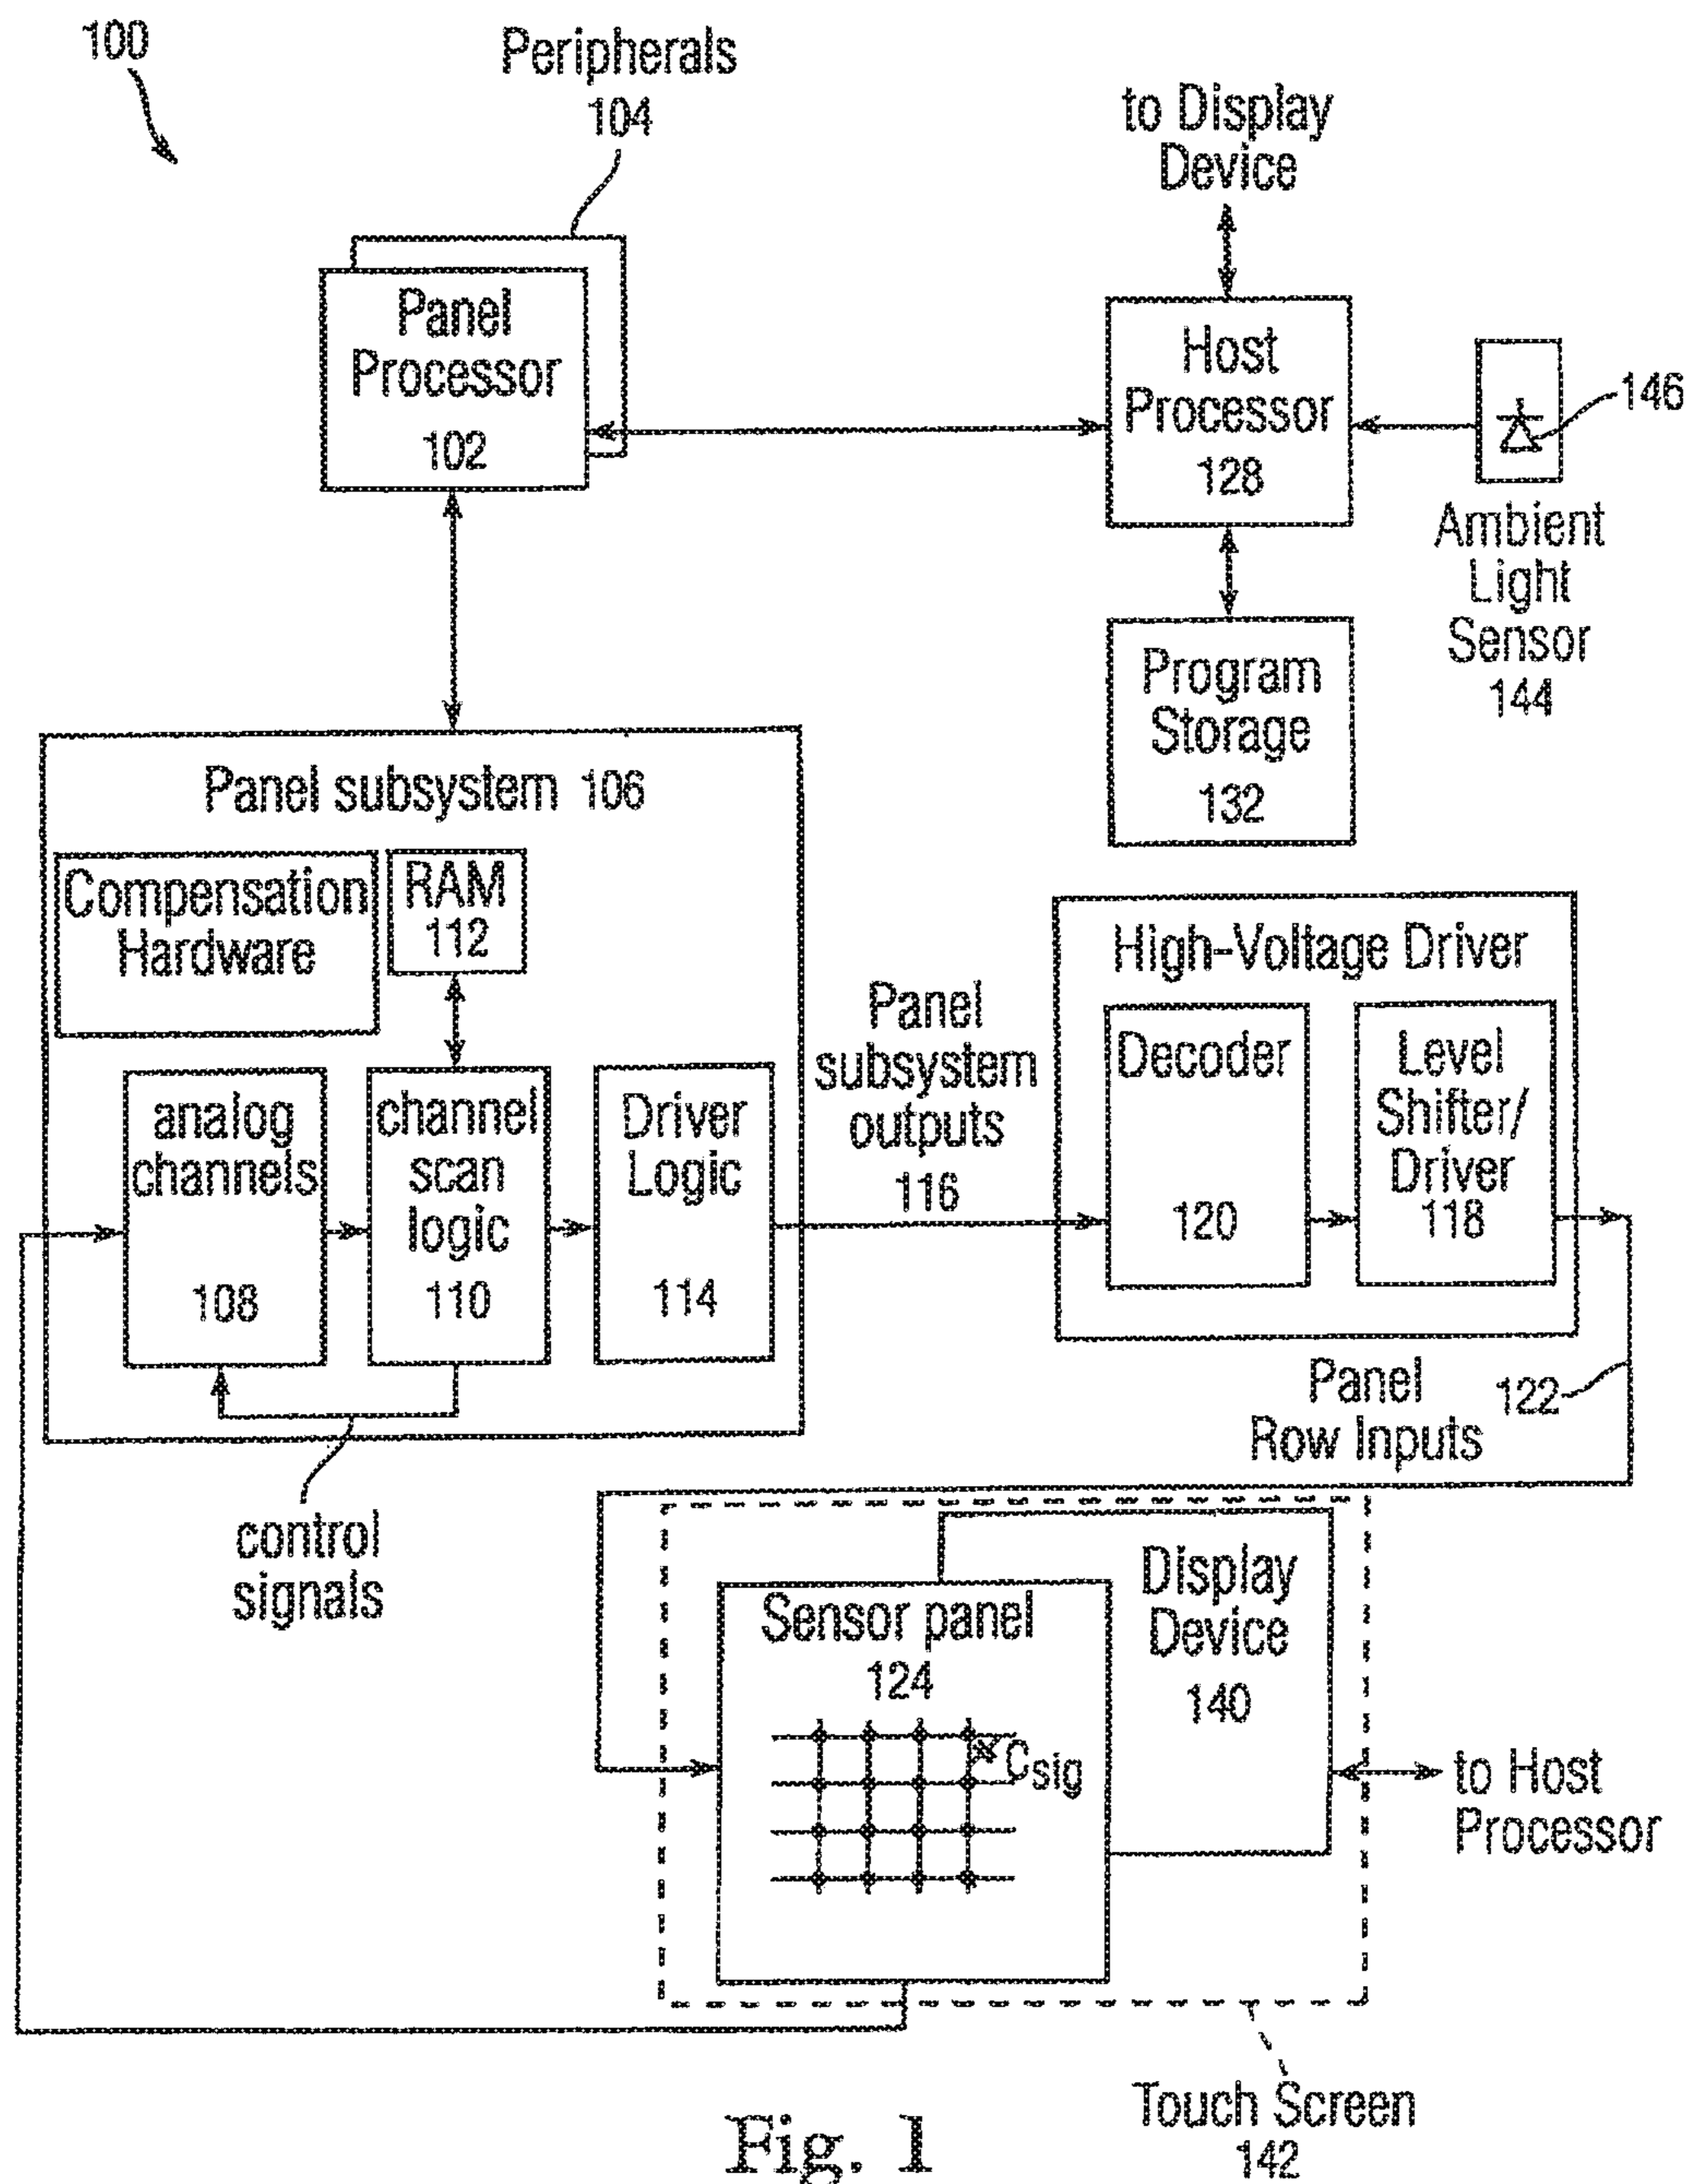 100
Peripherals
104
to Display
Device
Panel
Processor
102
Host
Processor
128
146
Ambient
Light
Sensor
144
Program
Storage
132
Panel subsystem 106
Compensation
Hardware
RAM
112
analog
channels
108
channel
scan
logic
110
Driver
Logic
114
control
signals
Panel
subsystem
outputs
116
High-Voltage Driver
Decoder
120
Level
Shifter/
Driver
118
Panel
Row Inputs
122
Sensor panel
124
Csig
Display
Device
140
to Host
Processor
Touch Screen
142
Fig. 1